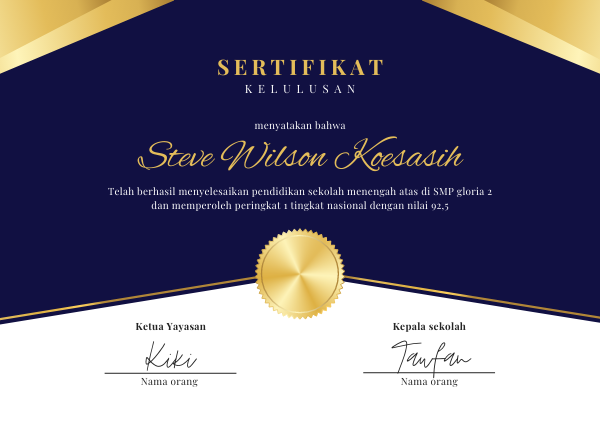 SERTIFIKAT
KELULUSAN
menyatakan bahwa
Steve Wilson Koesasih
Telah berhasil menyelesaikan pendidikan sekolah menengah atas di SMP gloria 2
dan memperoleh peringkat 1 tingkat nasional dengan nilai 92,5
Ketua Yayasan
Kepala sekolah
Kiki
Taufan
Nama orang
Nama orang